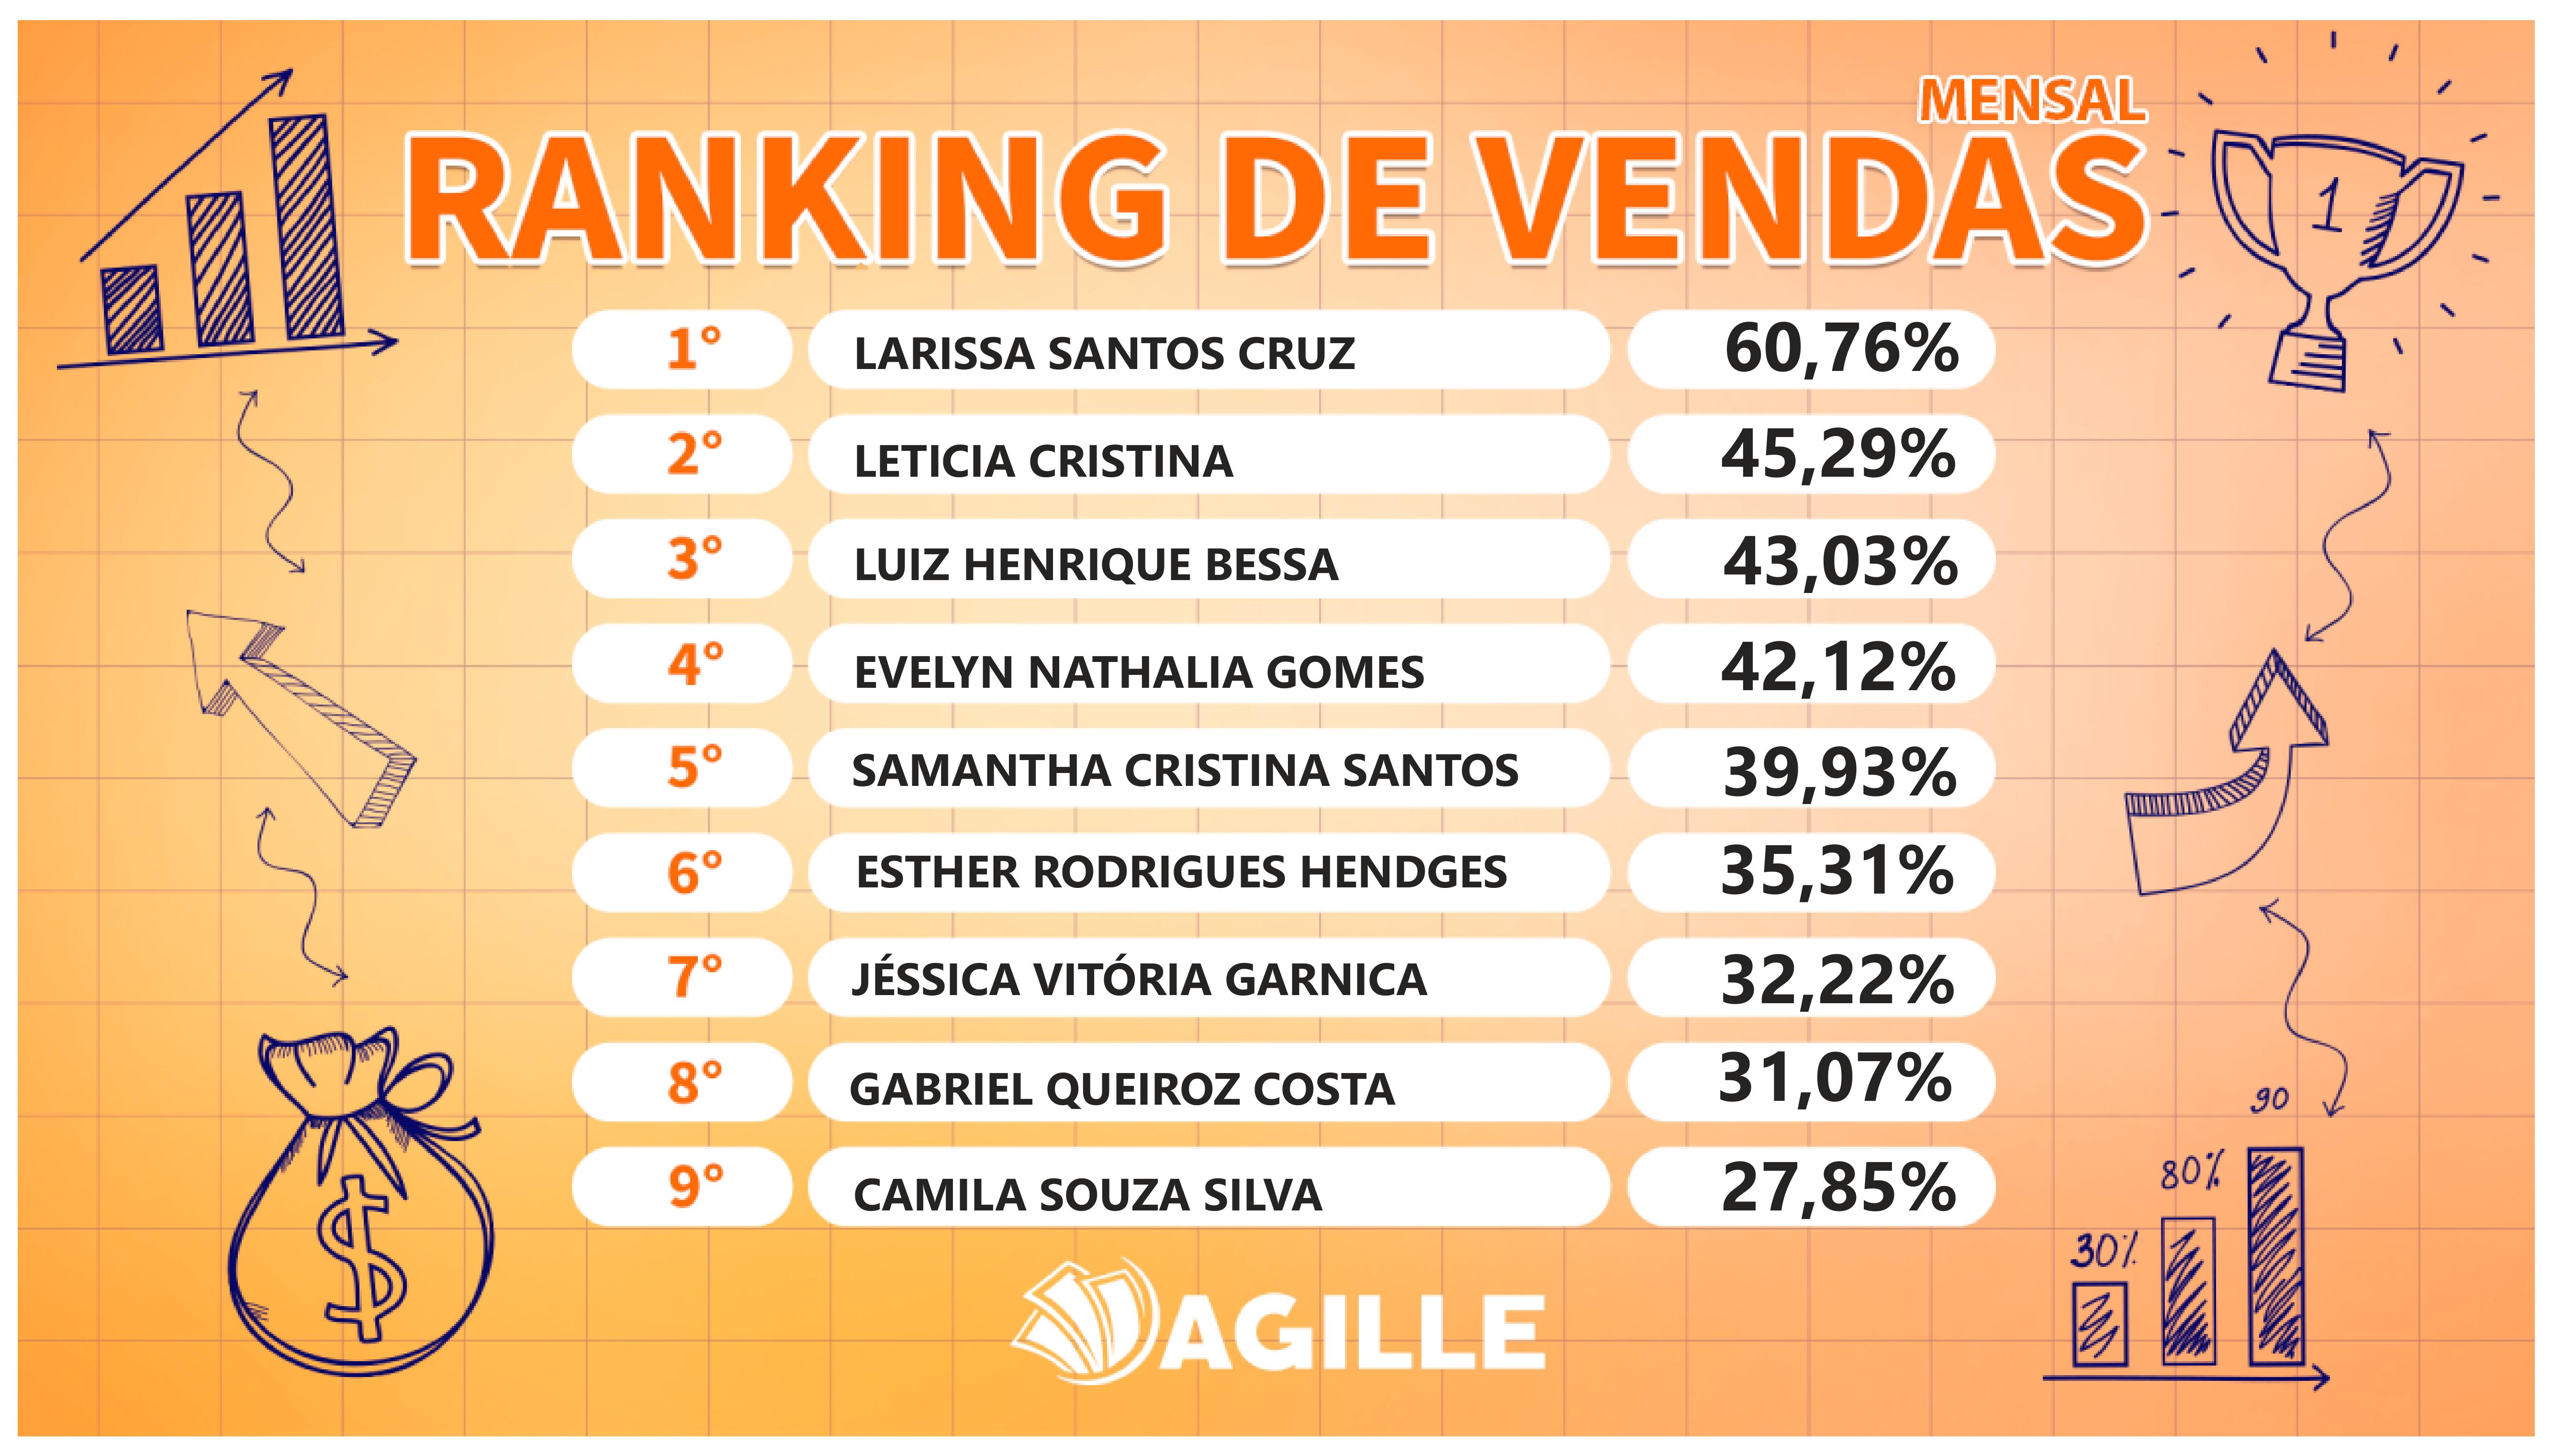 MENSAL
RANKING DE VENDAS
1
1° LARISSA SANTOS CRUZ 60,76%
2° LETICIA CRISTINA 45,29%
3° LUIZ HENRIQUE BESSA 43,03%
4° EVELYN NATHALIA GOMES 42,12%
5° SAMANTHA CRISTINA SANTOS 39,93%
6° ESTHER RODRIGUES HENDGES 35,31%
7° JÉSSICA VITÓRIA GARNICA 32,22%
8° GABRIEL QUEIROZ COSTA 31,07%
9° CAMILA SOUZA SILVA 27,85%
$
90
80%
30%
AGILLE